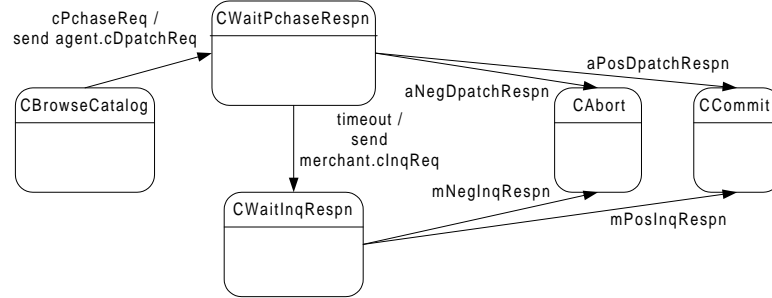 cPchaseReq /
send agent.cDpatchReq
CWaitPchaseRespn
aPosDpatchRespn
aNegDpatchRespn
CBrowseCatalog
CAbort
CCommit
timeout /
send
merchant.cInqReq
mNegInqRespn
CWaitInqRespn
mPosInqRespn